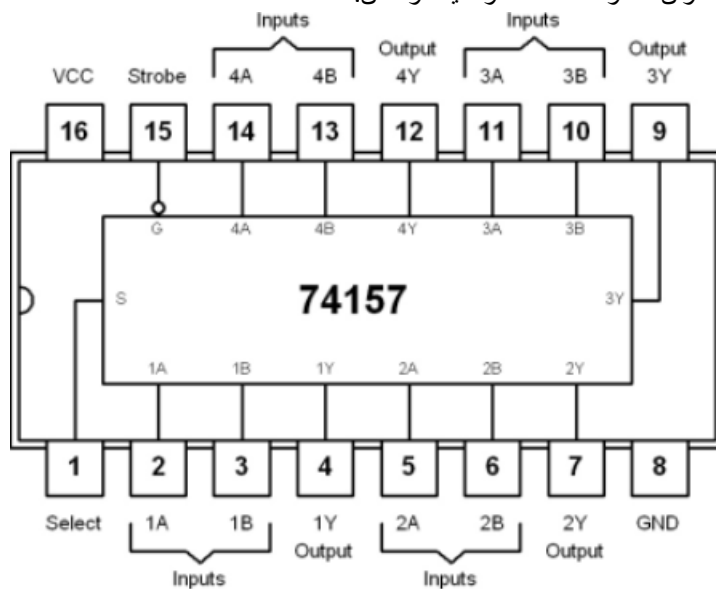 Inputs Inputs
Output Output
VCC Strobe 4A 4B 4Y 3A 3B 3Y
16 15 14 13 12 11 10 9
G 4A 4B 4Y 3A 3B
S 74157 3Y
1A 1B 1Y 2A 2B 2Y
1 2 3 4 5 6 7 8
Select 1A 1B 1Y 2A 2B 2Y GND
Output Output
Inputs Inputs